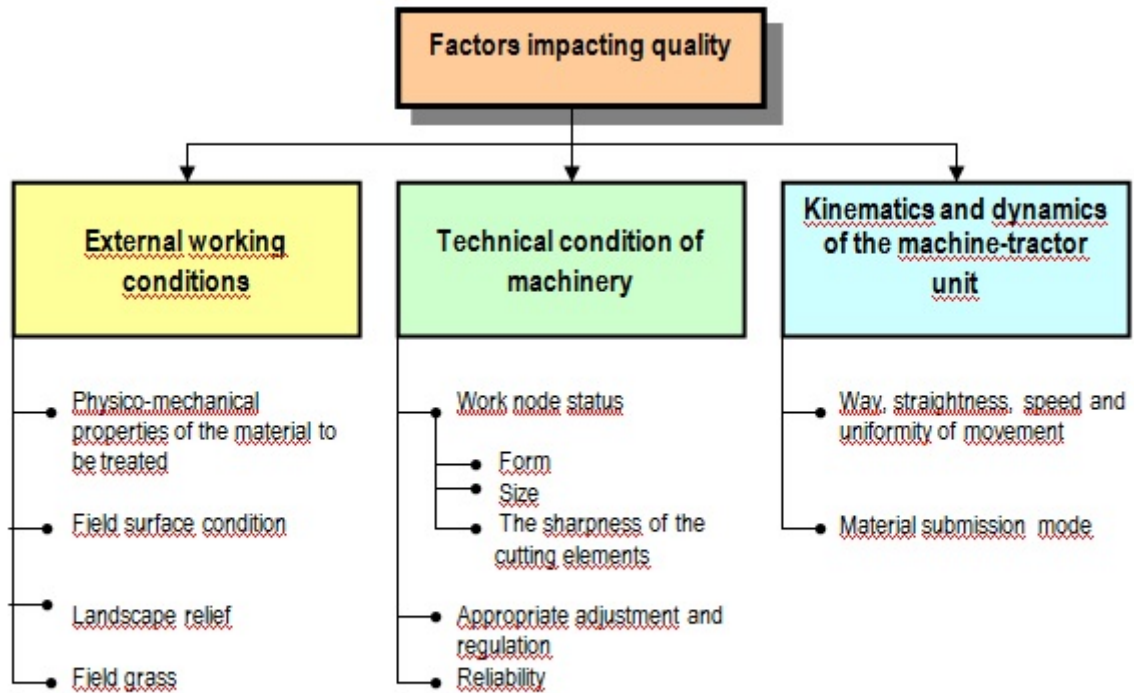 Factors impacting quality
External working
conditions
Technical condition of
machinery
Kinematics and dynamics
of the machine-tractor
unit
Physico-mechanical
properties of the material to
be treated
Field surface condition
Landscape relief
Field grass
Work node status
Form
Size
The sharpness of the
cutting elements
Appropriate adjustment and
regulation
Reliability
Way, straightness, speed and
uniformity of movement
Material submission mode